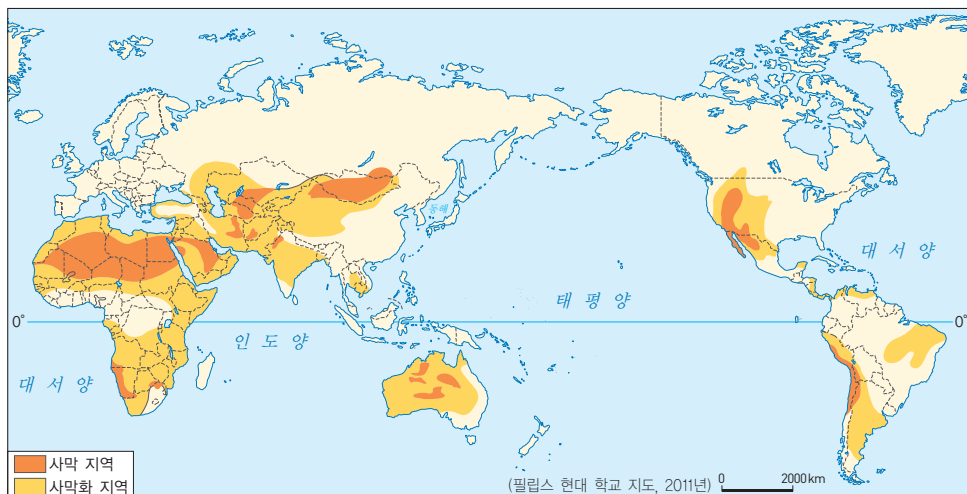 동해
대서양
태평양
0°
0°
인도양
대서양
사막 지역
사막화 지역
(필립스 현대 학교 지도, 2011년)
0 2000km